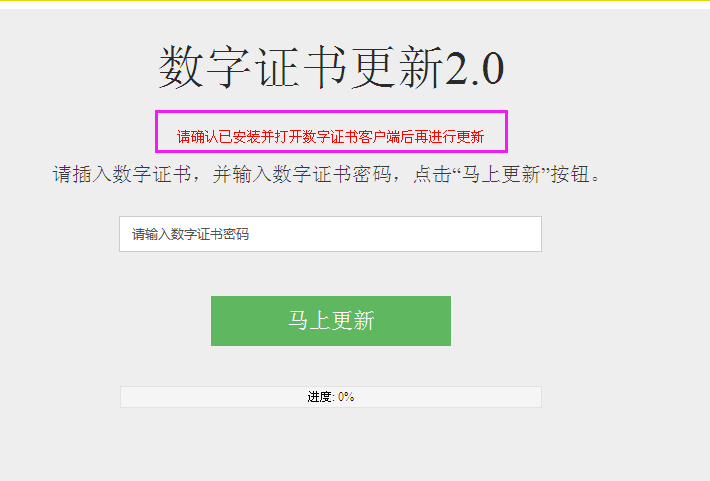 数字证书更新2.0
请确认已安装并打开数字证书客户端后再进行更新
请插入数字证书，并输入数字证书密码，点击“马上更新”按钮。
请输入数字证书密码
马上更新
进度: 0%